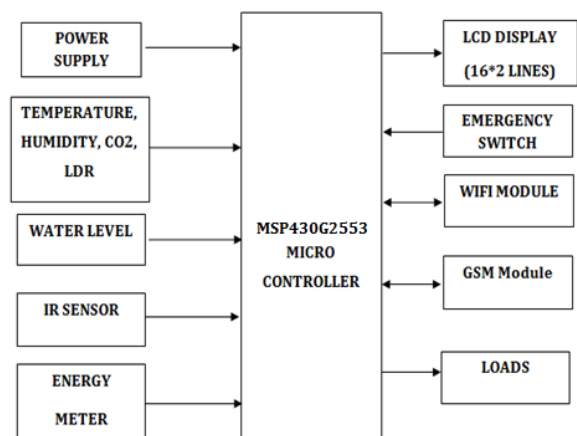 POWER
SUPPLY
TEMPERATURE,
HUMIDITY, CO2,
LDR
WATER LEVEL
IR SENSOR
ENERGY
METER
MSP430G2553
MICRO
CONTROLLER
LCD DISPLAY
(16*2 LINES)
EMERGENCY
SWITCH
WIFI MODULE
GSM Module
LOADS